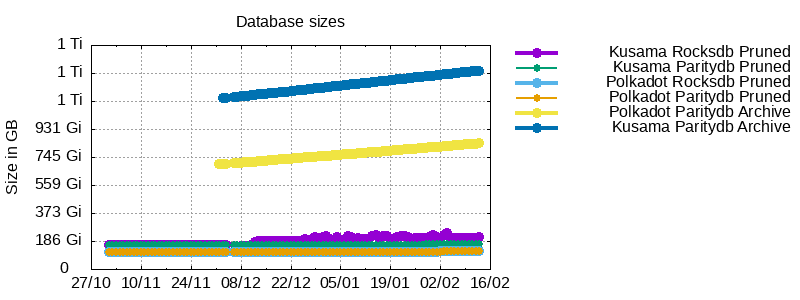 Database sizes
1 Ti
1 Ti
1 Ti
931 Gi
745 Gi
559 Gi
373 Gi
186 Gi
0
Size in GB
27/10 10/11 24/11 08/12 22/12 05/01 19/01 02/02 16/02
Kusama Rocksdb Pruned
Kusama Paritydb Pruned
Polkadot Rocksdb Pruned
Polkadot Paritydb Pruned
Polkadot Paritydb Archive
Kusama Paritydb Archive